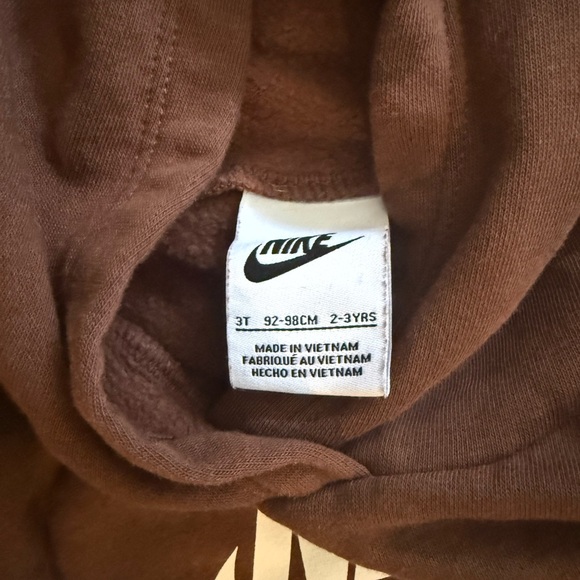 NIKE
3T 92-98CM 2-3YRS
MADE IN VIETNAM
FABRIQUÉ AU VIETNAM
HECHO EN VIETNAM